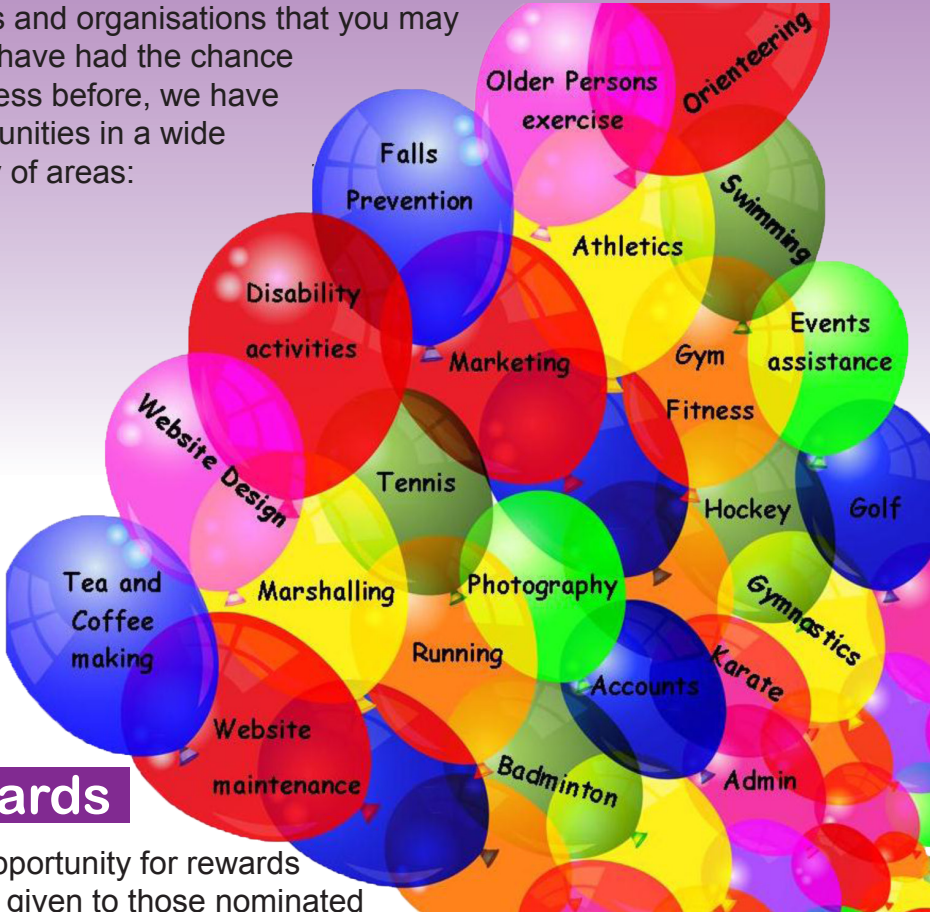 s and organisations that you may
have had the chance
ess before, we have
unities in a wide
of areas:
Older Persons
exercise
Orienteering
Falls
Prevention
Swimming
Athletics
Disability
activities
Events
assistance
Marketing
Gym
Fitness
Website Design
Tennis
Hockey
Golf
Tea and
Coffee
making
Marshalling
Photography
Gymnastics
Running
Karate
Accounts
Website
maintenance
Badminton
Admin
ards
pportunity for rewards
given to those nominated